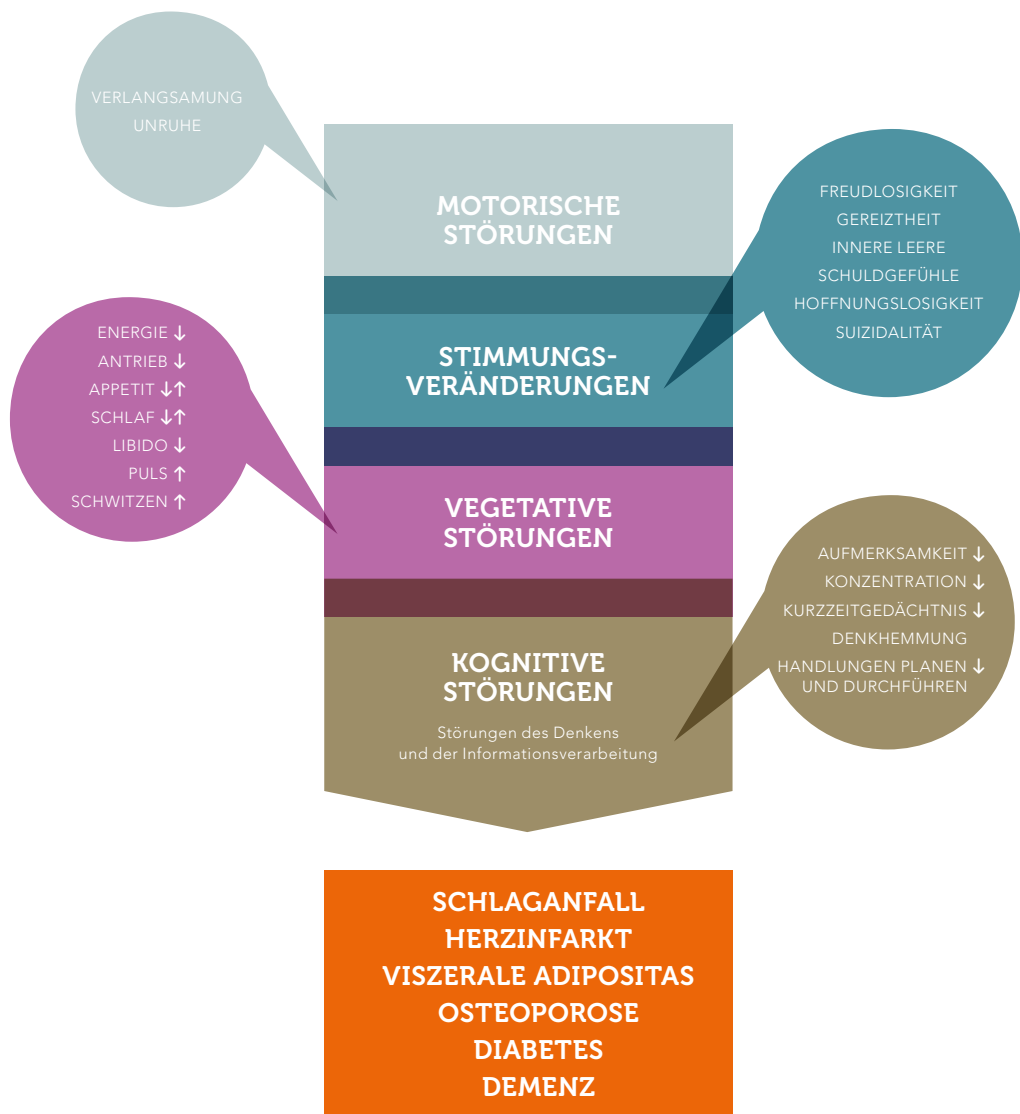 VERLANGSAMUNG
UNRUHE
MOTORISCHE
STÖRUNGEN
FREUDLOSIGKEIT
GEREIZTHEIT
INNERE LEERE
SCHULDGEFÜHLE
HOFFNUNGSLOSIGKEIT
SUIZIDALITÄT
STIMMUNGS-
VERÄNDERUNGEN
ENERGIE ↓
ANTRIEB ↓
APPETIT ↓↑
SCHLAF ↓↑
LIBIDO ↓
PULS ↑
SCHWITZEN ↑
VEGETATIVE
STÖRUNGEN
AUFMERKSAMKEIT ↓
KONZENTRATION ↓
KURZZEITGEDÄCHTNIS ↓
DENKHEMMUNG
HANDLUNGEN PLANEN ↓
UND DURCHFÜHREN
KOGNITIVE
STÖRUNGEN
Störungen des Denkens
und der Informationsverarbeitung
SCHLAGANFALL
HERZINFARKT
VISZERALE ADIPOSITAS
OSTEOPOROSE
DIABETES
DEMENZ